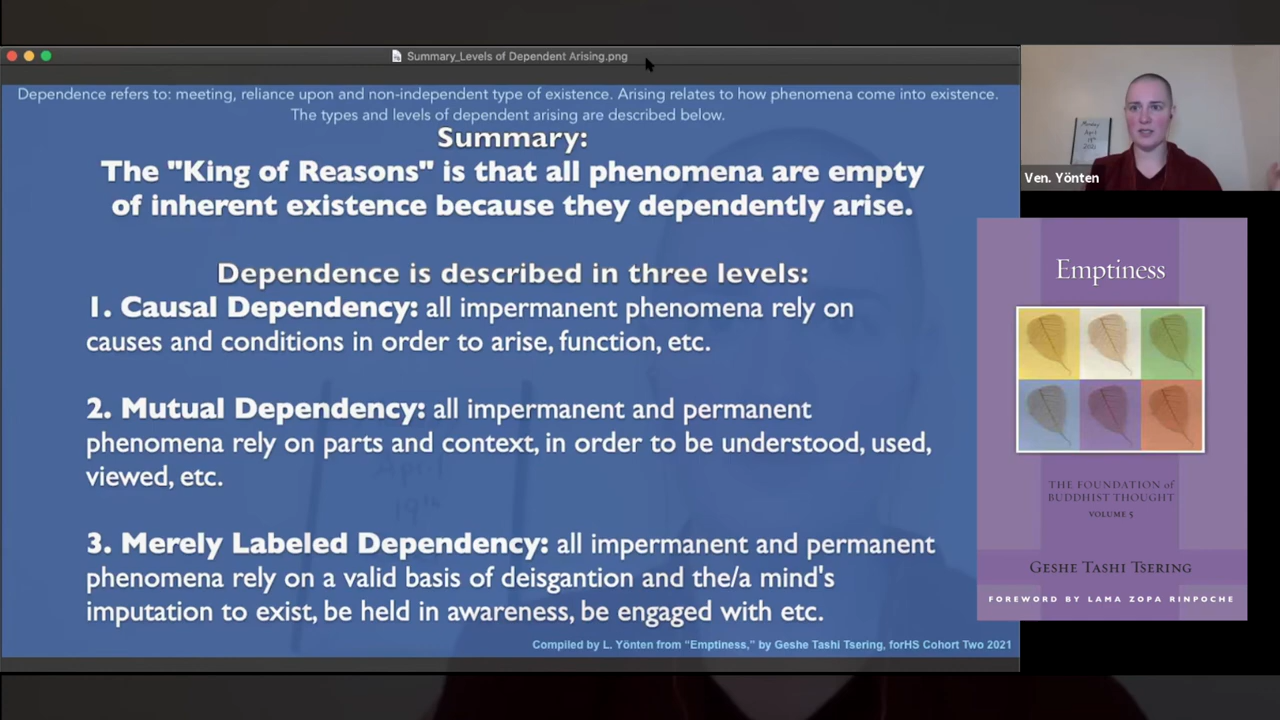 Summary_Levels of Dependent Arising.png
Dependence refers to: meeting, reliance upon and non-independent type of existence. Arising relates to how phenomena come into existence.
The types and levels of dependent arising are described below.
Summary:
The "King of Reasons" is that all phenomena are empty
of inherent existence because they dependently arise.
Dependence is described in three levels:
1. Causal Dependency: all impermanent phenomena rely on
causes and conditions in order to arise, function, etc.
2. Mutual Dependency: all impermanent and permanent
phenomena rely on parts and context, in order to be understood, used,
viewed, etc.
3. Merely Labeled Dependency: all impermanent and permanent
phenomena rely on a valid basis of deisgantion and the/a mind's
imputation to exist, be held in awareness, be engaged with etc.
Compiled by L. Yönten from "Emptiness," by Geshe Tashi Tsering, forHS Cohort Two 2021
April
19th
Monday
April
19th
2021
Ven. Yönten
Emptiness
THE FOUNDATION of
BUDDHIST THOUGHT
VOLUME 5
GESHE TASHI TSERING
FOREWORD BY LAMA ZOPA RINPOCHE